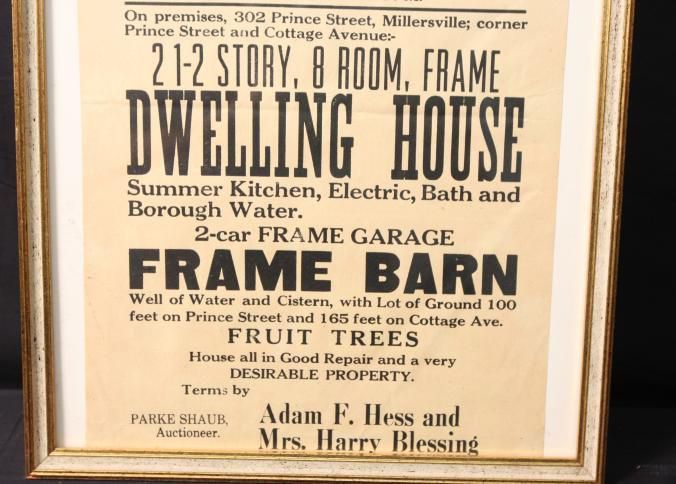 On premises, 302 Prince Street, Millersville; corner
Prince Street and Cottage Avenue:-
2 1-2 STORY, 8 ROOM, FRAME
DWELLING HOUSE
Summer Kitchen, Electric, Bath and
Borough Water.
2-car FRAME GARAGE
FRAME BARN
Well of Water and Cistern, with Lot of Ground 100
feet on Prince Street and 165 feet on Cottage Ave.
FRUIT TREES
House all in Good Repair and a very
DESIRABLE PROPERTY.
Terms by
PARKE SHAUB,
Auctioneer.
Adam F. Hess and
Mrs. Harry Blessing